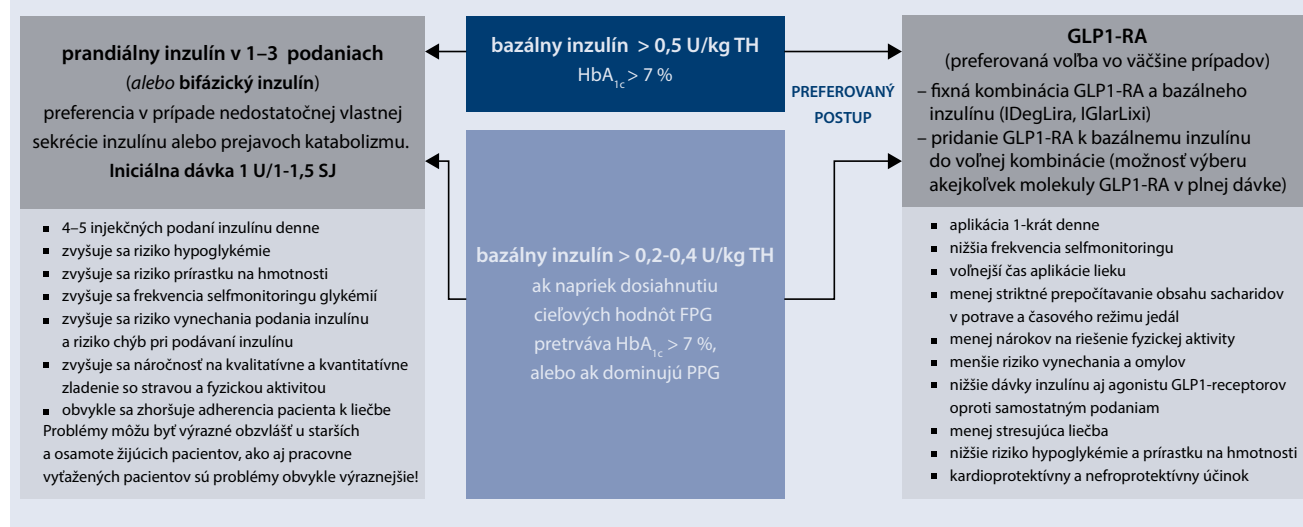 prandiálny inzulín v 1–3 podaniach
(alebo bifázický inzulín)
preferencia v prípade nedostatočnej vlastnej
sekrécie inzulínu alebo prejavoch katabolizmu.
Iniciálna dávka 1 U/1-1,5 SJ
▪ 4–5 injekčných podaní inzulínu denne
▪ zvyšuje sa riziko hypoglykémie
▪ zvyšuje sa riziko prírastku na hmotnosti
▪ zvyšuje sa frekvencia selfmonitoringu glykémií
▪ zvyšuje sa riziko vynechania podania inzulínu
a riziko chýb pri podávaní inzulínu
▪ zvyšuje sa náročnosť na kvalitatívne a kvantitatívne
zladenie so stravou a fyzickou aktivitou
▪ obvykle sa zhoršuje adherencia pacienta k liečbe
Problémy môžu byť výrazné obzvlášť u starších
a osamote žijúcich pacientov, ako aj pracovne
vyťažených pacientov sú problémy obvykle výraznejšie!
bazálny inzulín > 0,5 U/kg TH
HbA1c > 7 %
bazálny inzulín > 0,2-0,4 U/kg TH
ak napriek dosiahnutiu
cieľových hodnôt FPG
pretrváva HbA1c > 7 %,
alebo ak dominujú PPG
PREFEROVANÝ
POSTUP
GLP1-RA
(preferovaná voľba vo väčšine prípadov)
– fixná kombinácia GLP1-RA a bazálneho
inzulínu (IDegLira, IGlarLixi)
– pridanie GLP1-RA k bazálnemu inzulínu
do voľnej kombinácie (možnosť výberu
akejkoľvek molekuly GLP1-RA v plnej dávke)
▪ aplikácia 1-krát denne
▪ nižšia frekvencia selfmonitoringu
▪ voľnejší čas aplikácie lieku
▪ menej striktné prepočítavanie obsahu sacharidov
v potrave a časového režimu jedál
▪ menej nárokov na riešenie fyzickej aktivity
▪ menšie riziko vynechania a omylov
▪ nižšie dávky inzulínu aj agonistu GLP1-receptorov
oproti samostatným podaniam
▪ menej stresujúca liečba
▪ nižšie riziko hypoglykémie a prírastku na hmotnosti
▪ kardioprotektívny a nefroprotektívny účinok